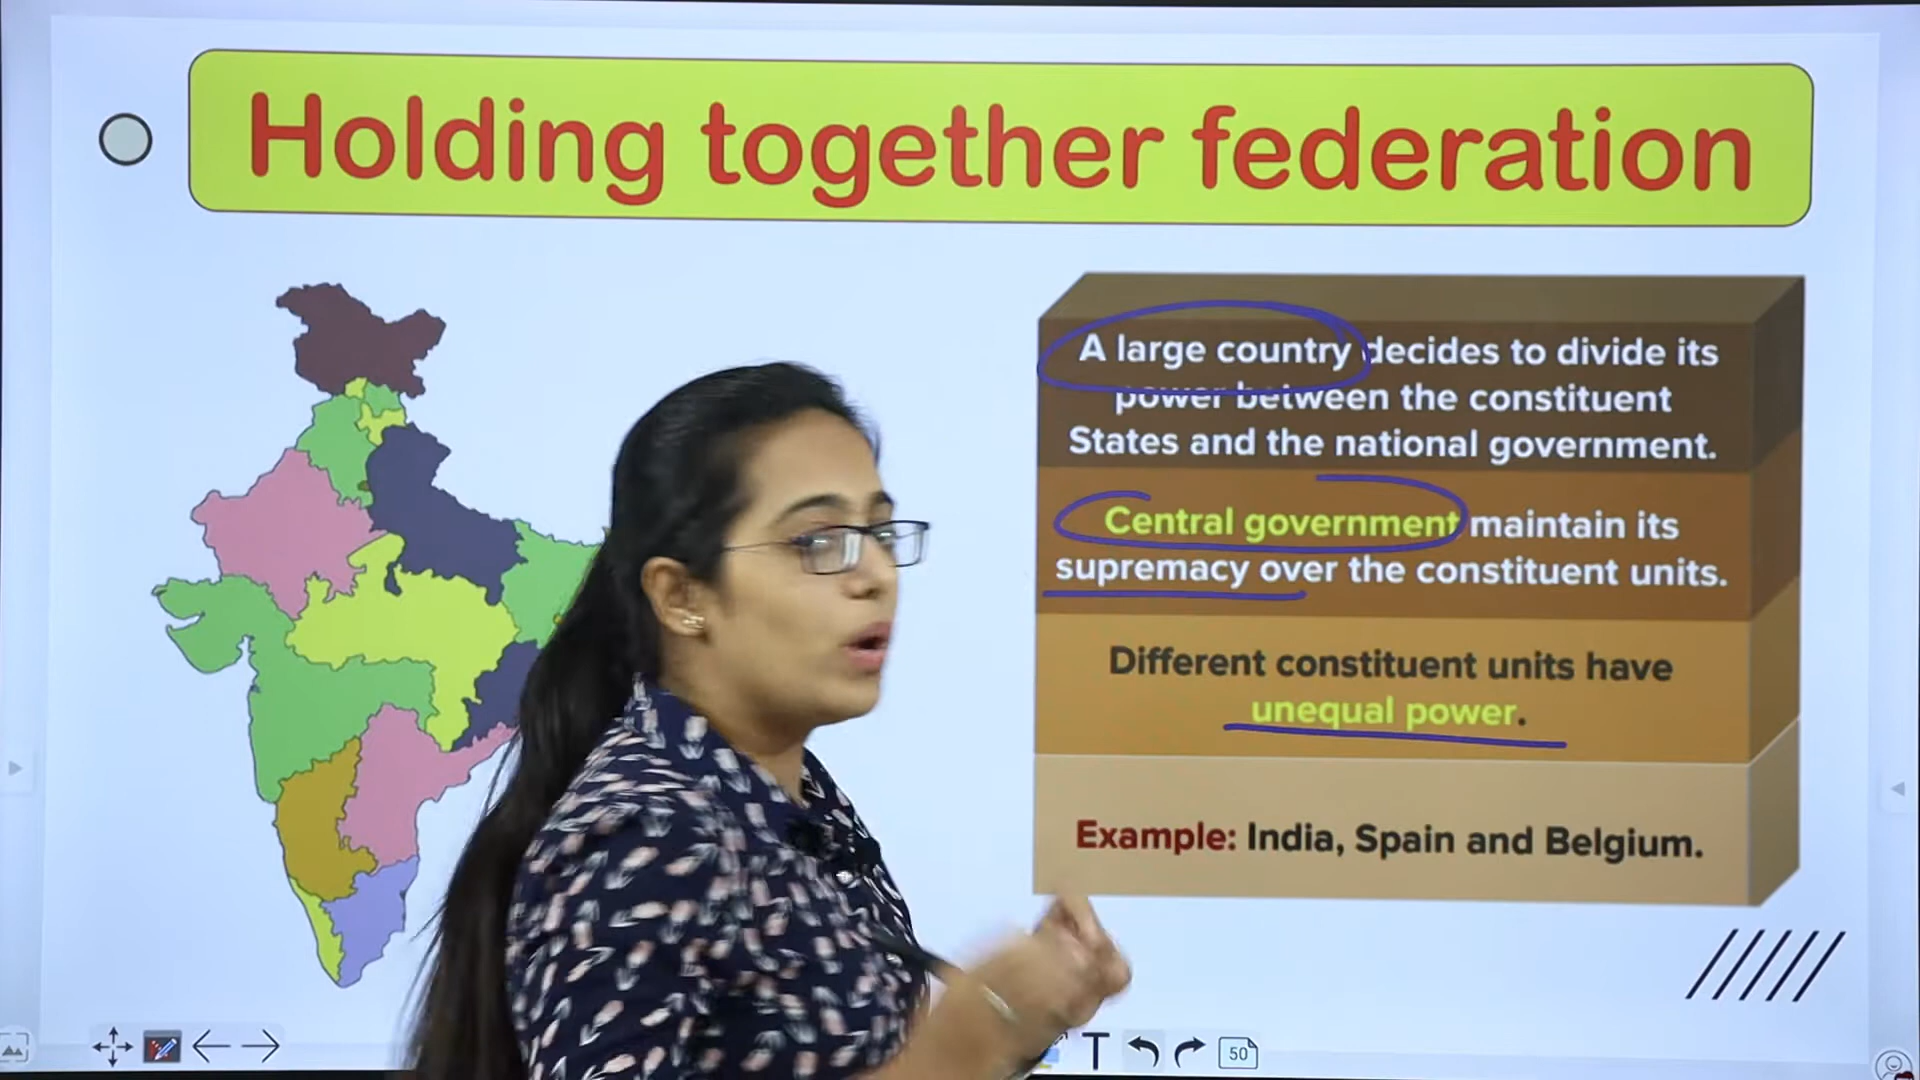 Holding together federation
A large country decides to divide its
power between the constituent
States and the national government.
Central government maintain its
supremacy over the constituent units.
Different constituent units have
unequal power.
Example: India, Spain and Belgium.
T
50